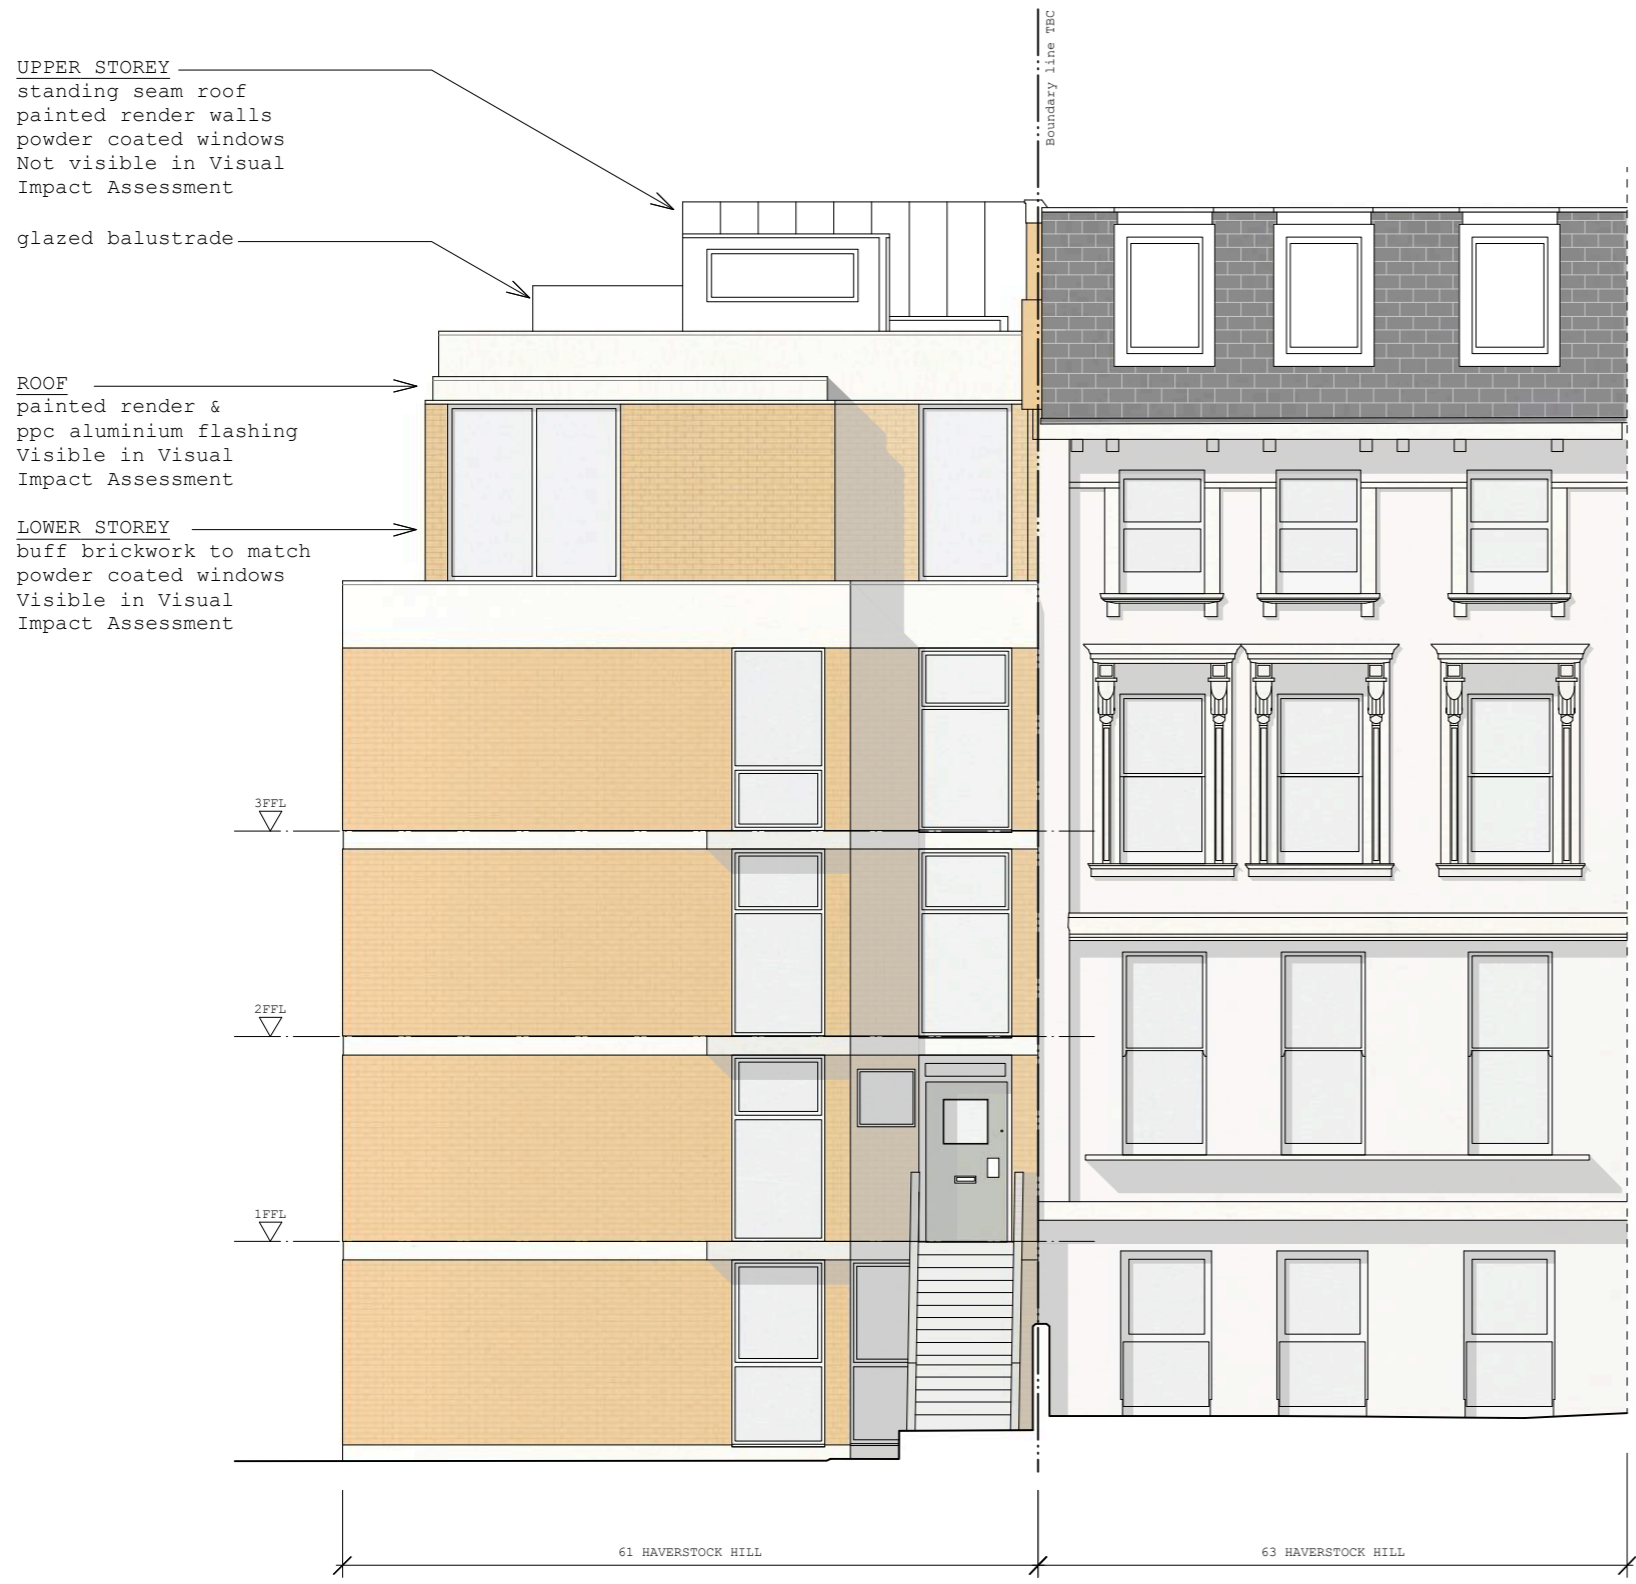 Boundary line TBC
UPPER STOREY
standing seam roof
painted render walls
powder coated windows
Not visible in Visual
Impact Assessment
glazed balustrade
ROOF
painted render &
ppc aluminium flashing
Visible in Visual
Impact Assessment
LOWER STOREY
buff brickwork to match
powder coated windows
Visible in Visual
Impact Assessment
3FFL
2FFL
1FFL
61 HAVERSTOCK HILL
63 HAVERSTOCK HILL